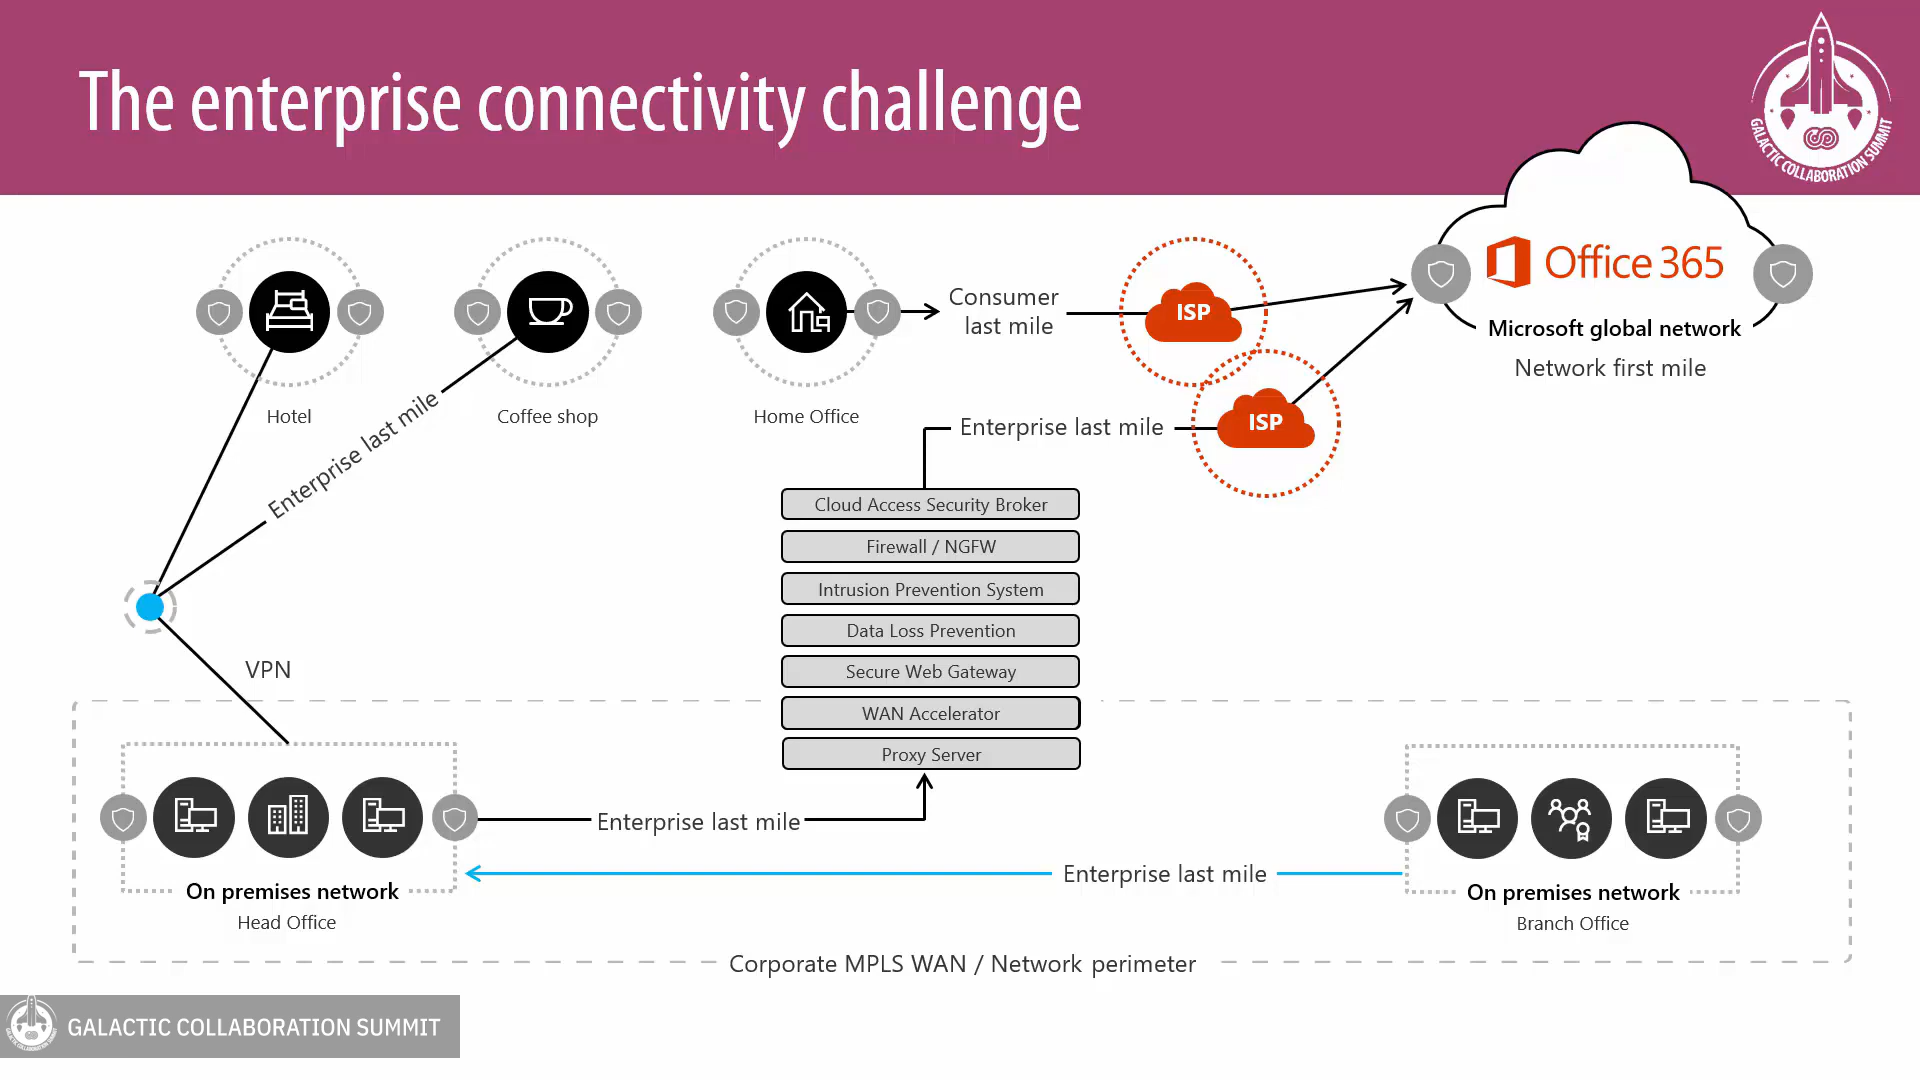 The enterprise connectivity challenge
GALACTIC COLLABORATION SUMMIT
Office 365
Microsoft global network
Network first mile
Consumer
last mile
ISP
ISP
Hotel
Coffee shop
Home Office
Enterprise last mile
Enterprise last mile
Cloud Access Security Broker
Firewall / NGFW
Intrusion Prevention System
Data Loss Prevention
Secure Web Gateway
WAN Accelerator
Proxy Server
VPN
Enterprise last mile
Enterprise last mile
On premises network
Head Office
On premises network
Branch Office
Corporate MPLS WAN / Network perimeter
GALACTIC COLLABORATION SUMMIT